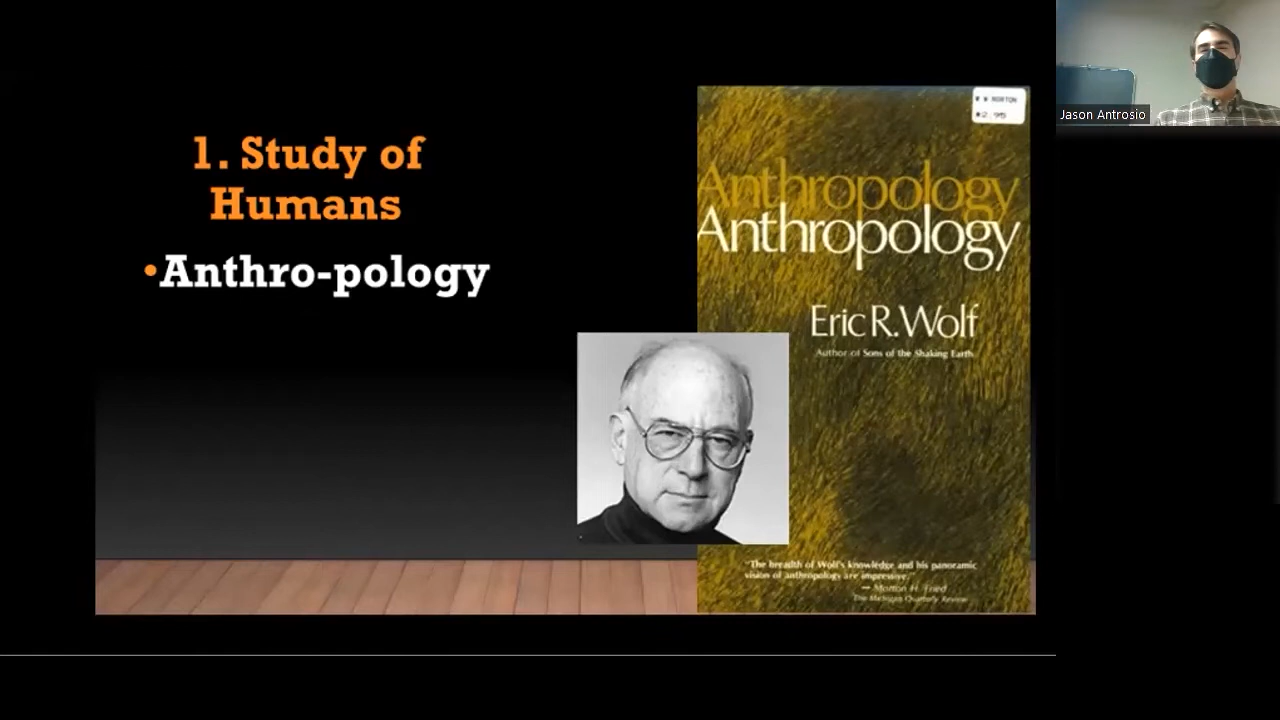 1. Study of
Humans
•Anthro-pology
W W NORTON
$2.95
Anthropology
Anthropology
Eric R. Wolf
Author of Sons of the Shaking Earth
"The breadth of Wolf's knowledge and his panoramic
vision of anthropology are impressive."
— Morton H. Fried
The Michigan Quarterly Review
Jason Antrosio